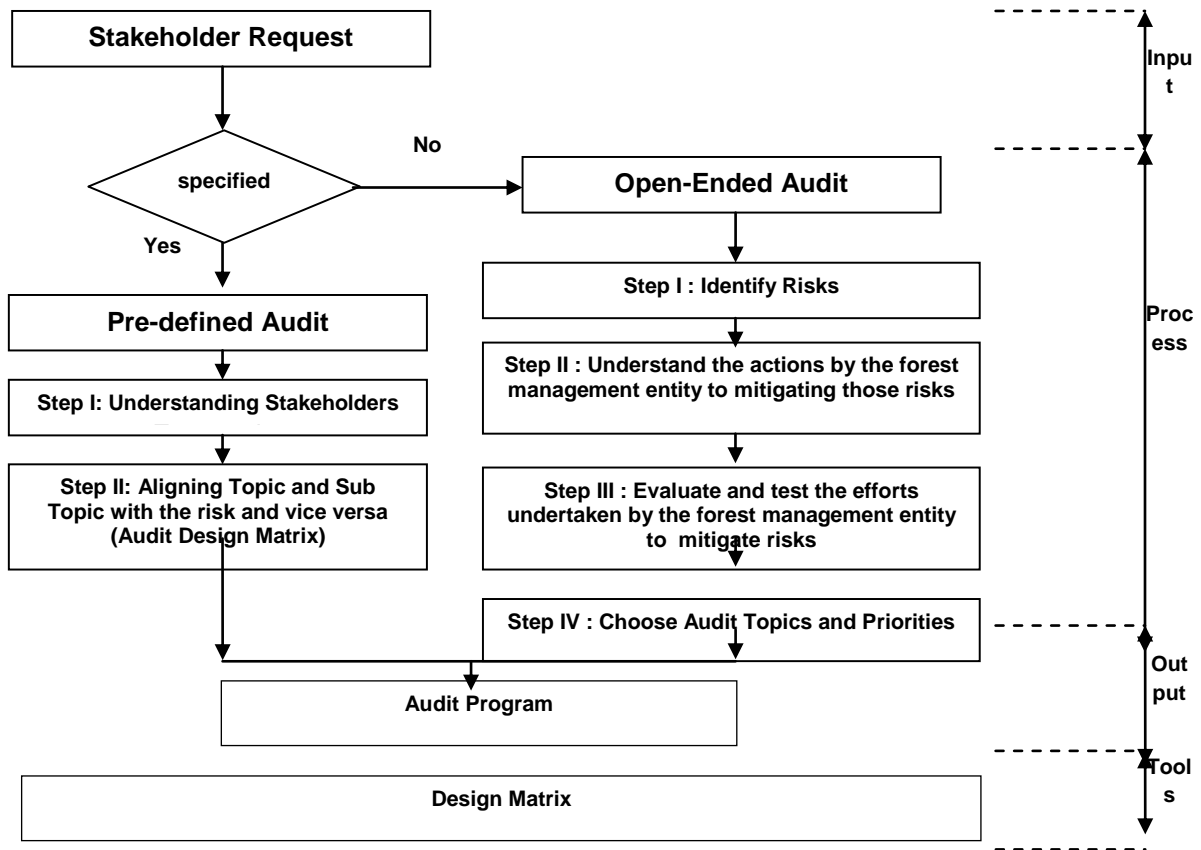 Stakeholder Request
Inpu
t
specified
No
Yes
Open-Ended Audit
Step I : Identify Risks
Pre-defined Audit
Proc
ess
Step II : Understand the actions by the forest
management entity to mitigating those risks
Step I: Understanding Stakeholders
Step II: Aligning Topic and Sub
Topic with the risk and vice versa
(Audit Design Matrix)
Step III : Evaluate and test the efforts
undertaken by the forest management entity
to mitigate risks
Step IV : Choose Audit Topics and Priorities
Out
put
Audit Program
Tool
s
Design Matrix